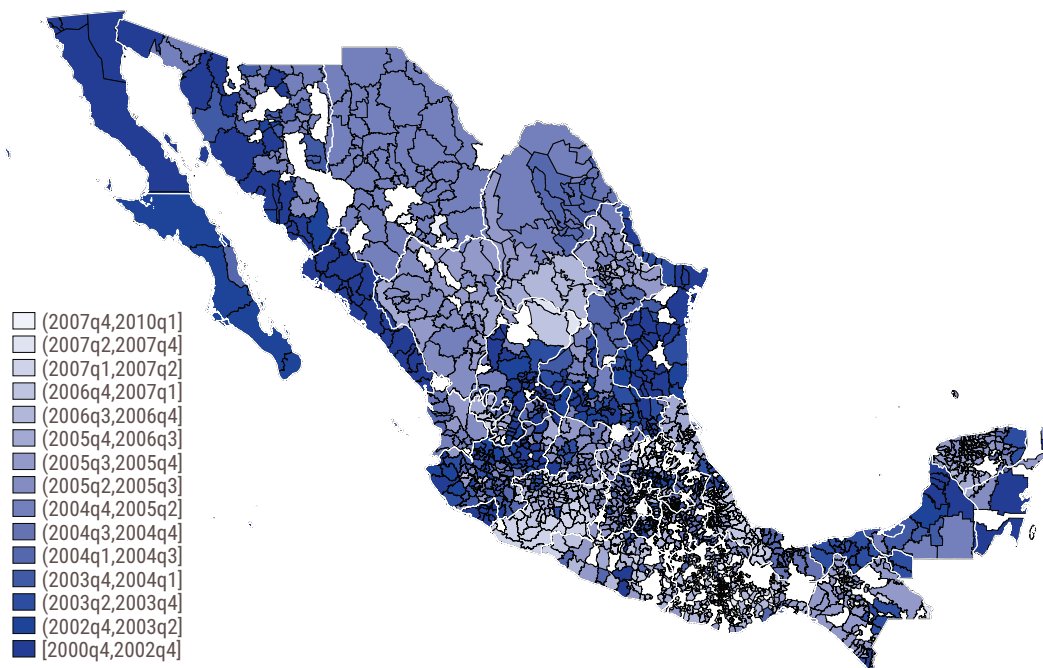 (2007q4,2010q1]
(2007q2,2007q4]
(2007q1,2007q2]
(2006q4,2007q1]
(2006q3,2006q4]
(2005q4,2006q3]
(2005q3,2005q4]
(2005q2,2005q3]
(2004q4,2005q2]
(2004q3,2004q4]
(2004q1,2004q3]
(2003q4,2004q1]
(2003q2,2003q4]
(2002q4,2003q2]
[2000q4,2002q4]